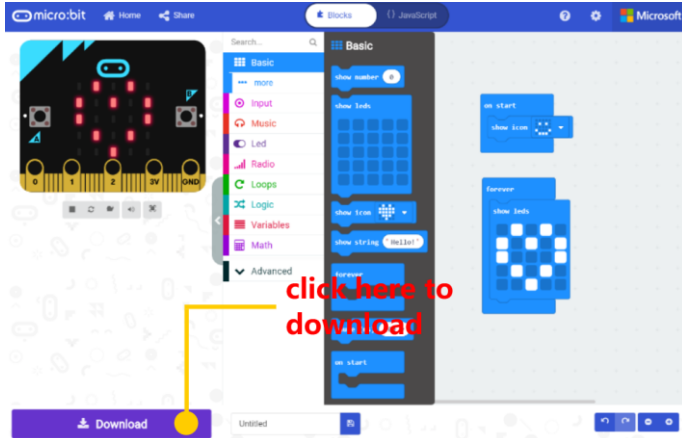 micro:bit Home Share Blocks {} JavaScript Microsoft
Search...
Basic
more
Input
Music
Led
Radio
Loops
Logic
Variables
Math
Advanced
Basic
show number 0
show leds
show icon
show string "Hello!"
forever
on start
on start
show icon
forever
show leds
B
A
0 1 2 3V GND
click here to
download
Download
Untitled